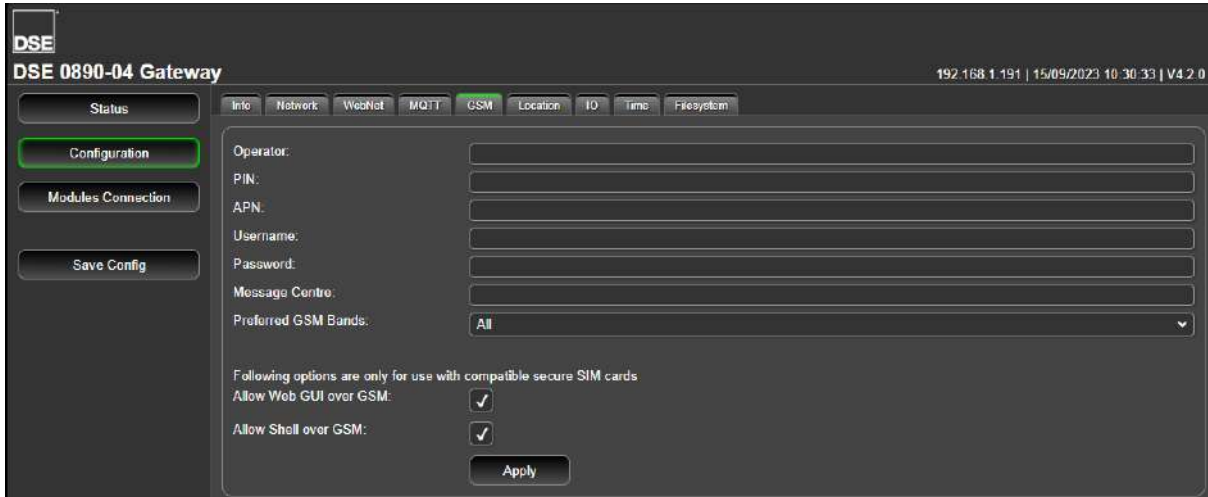 DSE
DSE 0890-04 Gateway
192.168.1.191 | 15/09/2023 10:30:33 | V4.2.0
Status
Configuration
Modules Connection
Save Config
Info Network WebNet MQTT GSM Location IO Time Filesystem
Operator:
PIN:
APN:
Username:
Password:
Message Centre:
Preferred GSM Bands: All
Following options are only for use with compatible secure SIM cards
Allow Web GUI over GSM:
Allow Shell over GSM:
Apply